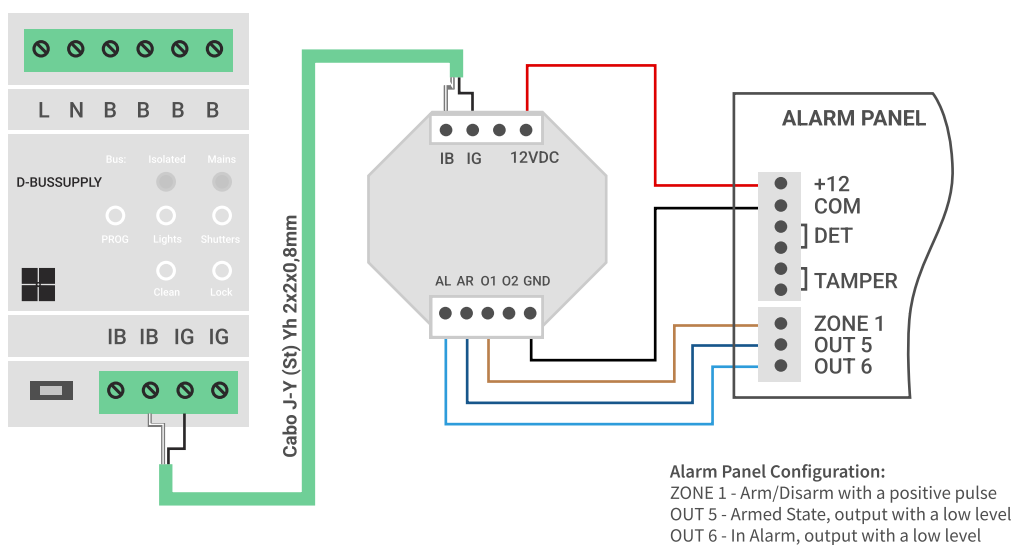 L N B B B B
Bus: Isolated Mains
D-BUSSUPPLY
PROG Lights Shutters
Clean Lock
IB IB IG IG
Cabo J-Y (St) Yh 2x2x0,8mm
IB IG 12VDC
AL AR O1 O2 GND
ALARM PANEL
+12
COM
DET
TAMPER
ZONE 1
OUT 5
OUT 6
Alarm Panel Configuration:
ZONE 1 - Arm/Disarm with a positive pulse
OUT 5 - Armed State, output with a low level
OUT 6 - In Alarm, output with a low level